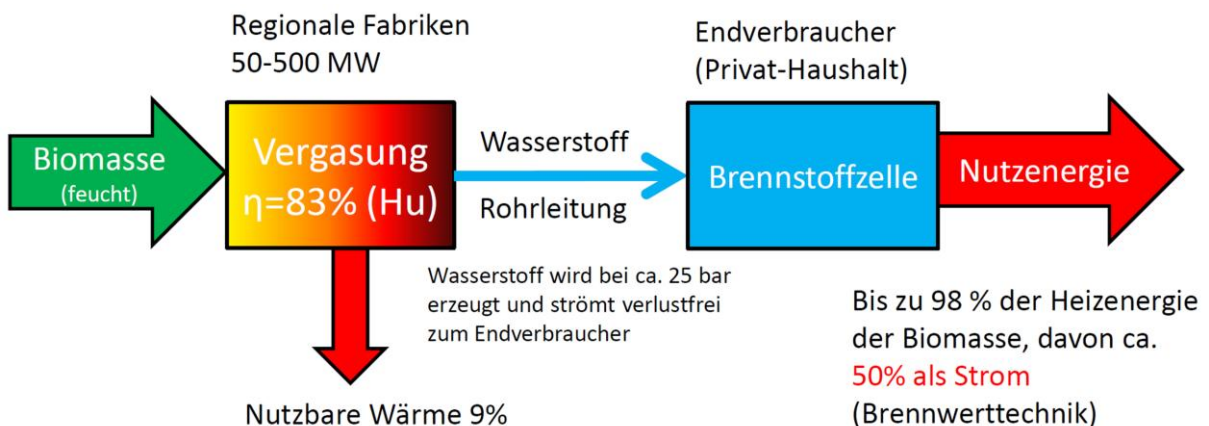 Regionale Fabriken
50-500 MW
Endverbraucher
(Privat-Haushalt)
Biomasse
(feucht)
Vergasung
η=83% (Hu)
Wasserstoff
Rohrleitung
Brennstoffzelle
Nutzenergie
Wasserstoff wird bei ca. 25 bar
erzeugt und strömt verlustfrei
zum Endverbraucher
Bis zu 98 % der Heizenergie
der Biomasse, davon ca.
50% als Strom
(Brennwerttechnik)
Nutzbare Wärme 9%